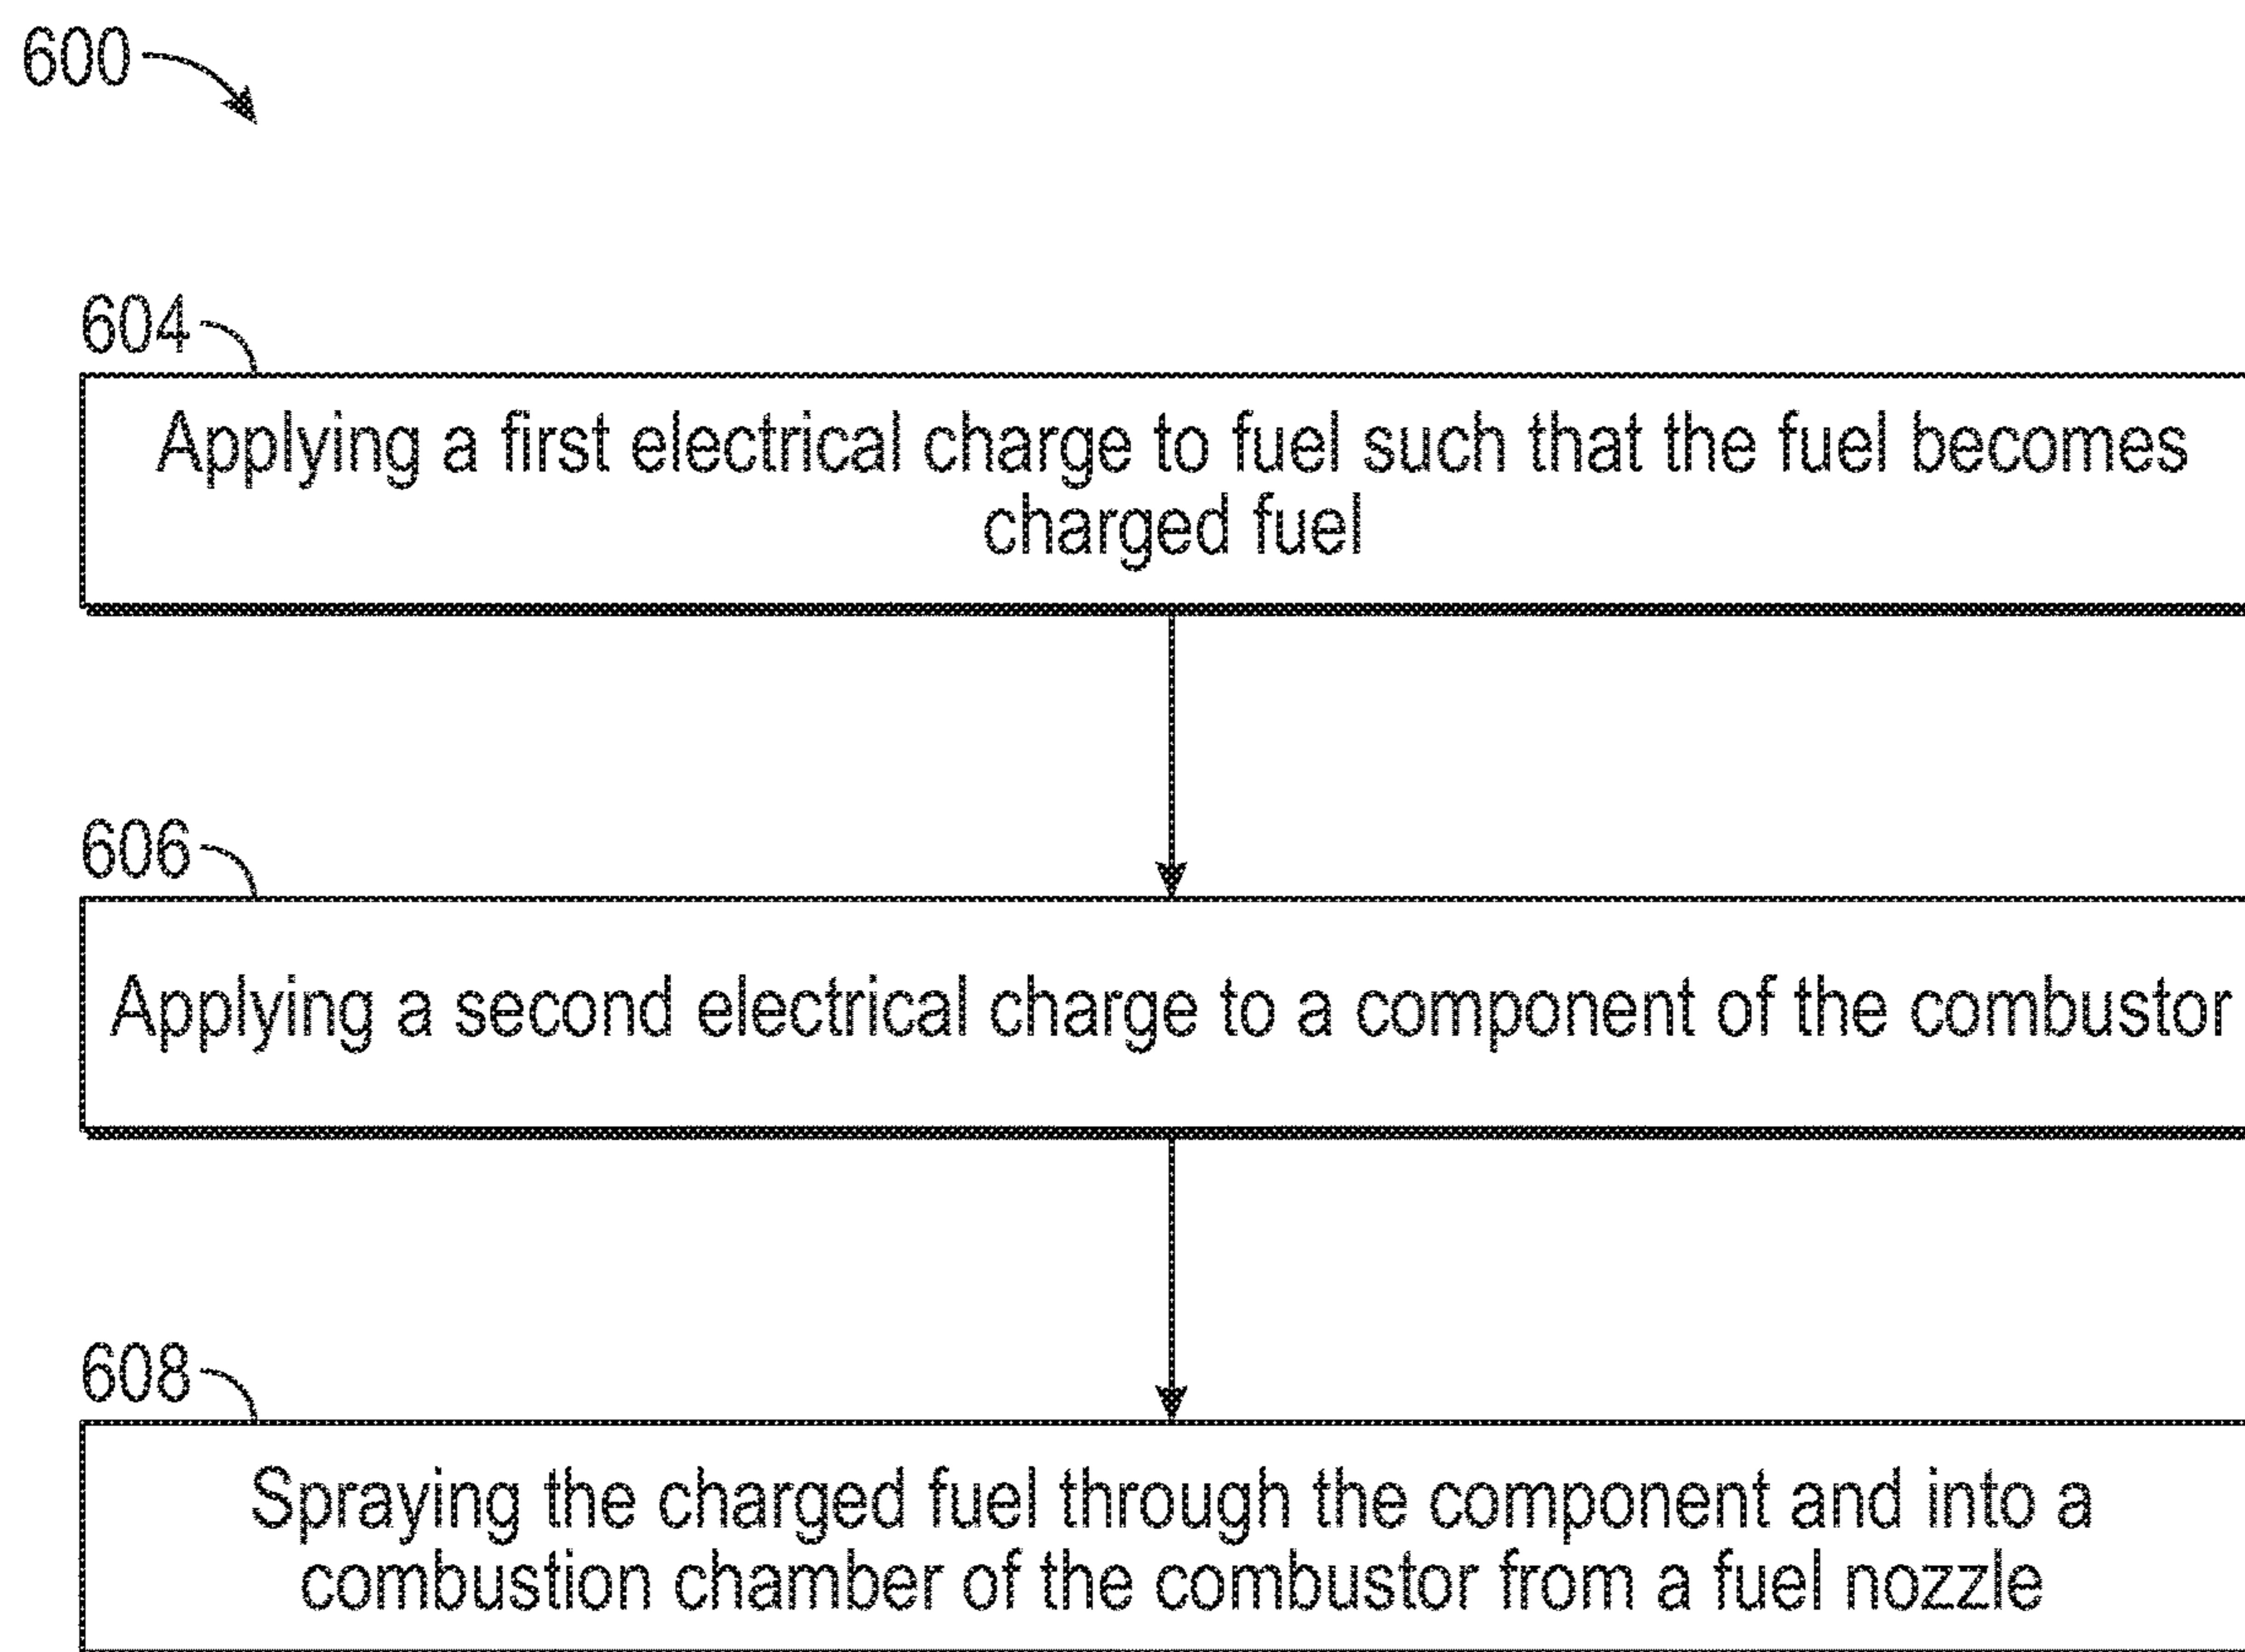 600
604
Applying a first electrical charge to fuel such that the fuel becomes
charged fuel
606
Applying a second electrical charge to a component of the combustor
608
Spraying the charged fuel through the component and into a
combustion chamber of the combustor from a fuel nozzle